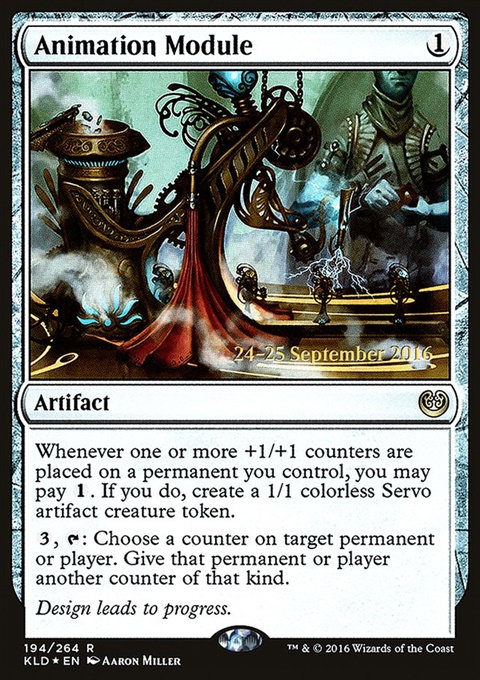 Animation Module 1
24–25 September 2016
Artifact
Whenever one or more +1/+1 counters are
placed on a permanent you control, you may
pay 1. If you do, create a 1/1 colorless Servo
artifact creature token.
3, : Choose a counter on target permanent
or player. Give that permanent or player
another counter of that kind.
Design leads to progress.
194/264 R
KLD ★ EN Aaron Miller
™ & © 2016 Wizards of the Coast